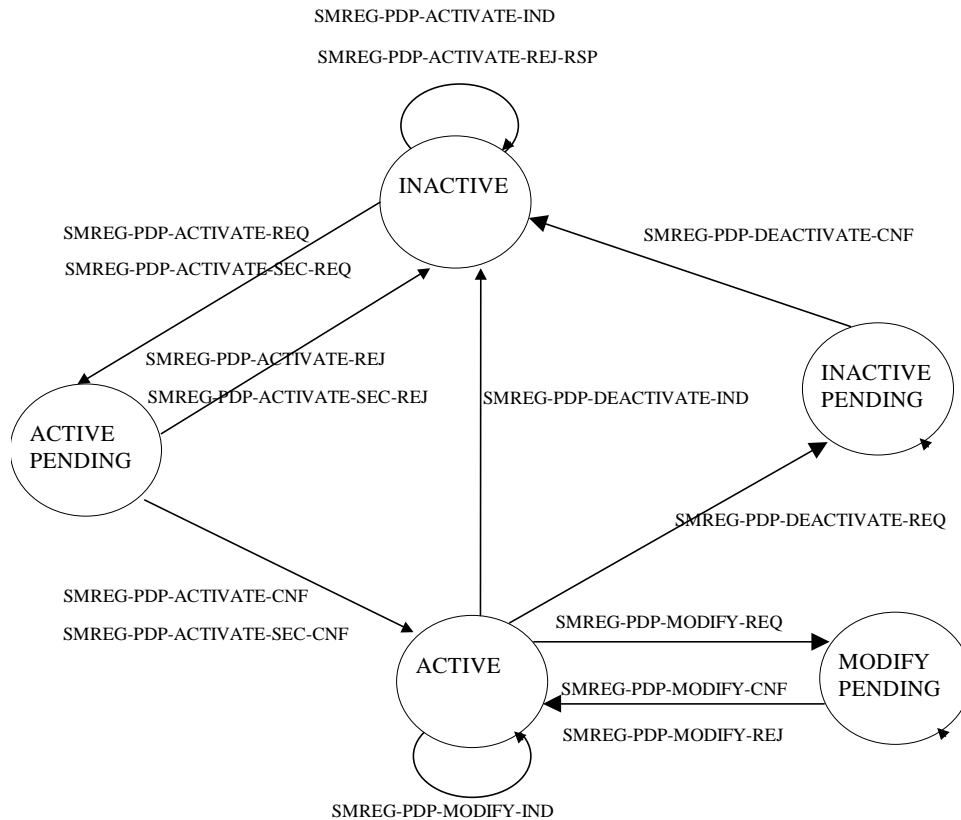 SMREG-PDP-ACTIVATE-IND
SMREG-PDP-ACTIVATE-REJ-RSP
INACTIVE
SMREG-PDP-ACTIVATE-REQ
SMREG-PDP-ACTIVATE-SEC-REQ
SMREG-PDP-DEACTIVATE-CNF
SMREG-PDP-ACTIVATE-REJ
SMREG-PDP-ACTIVATE-SEC-REJ
SMREG-PDP-DEACTIVATE-IND
INACTIVE
PENDING
ACTIVE
PENDING
SMREG-PDP-DEACTIVATE-REQ
SMREG-PDP-ACTIVATE-CNF
SMREG-PDP-ACTIVATE-SEC-CNF
ACTIVE
SMREG-PDP-MODIFY-REQ
SMREG-PDP-MODIFY-CNF
SMREG-PDP-MODIFY-REJ
MODIFY
PENDING
SMREG-PDP-MODIFY-IND